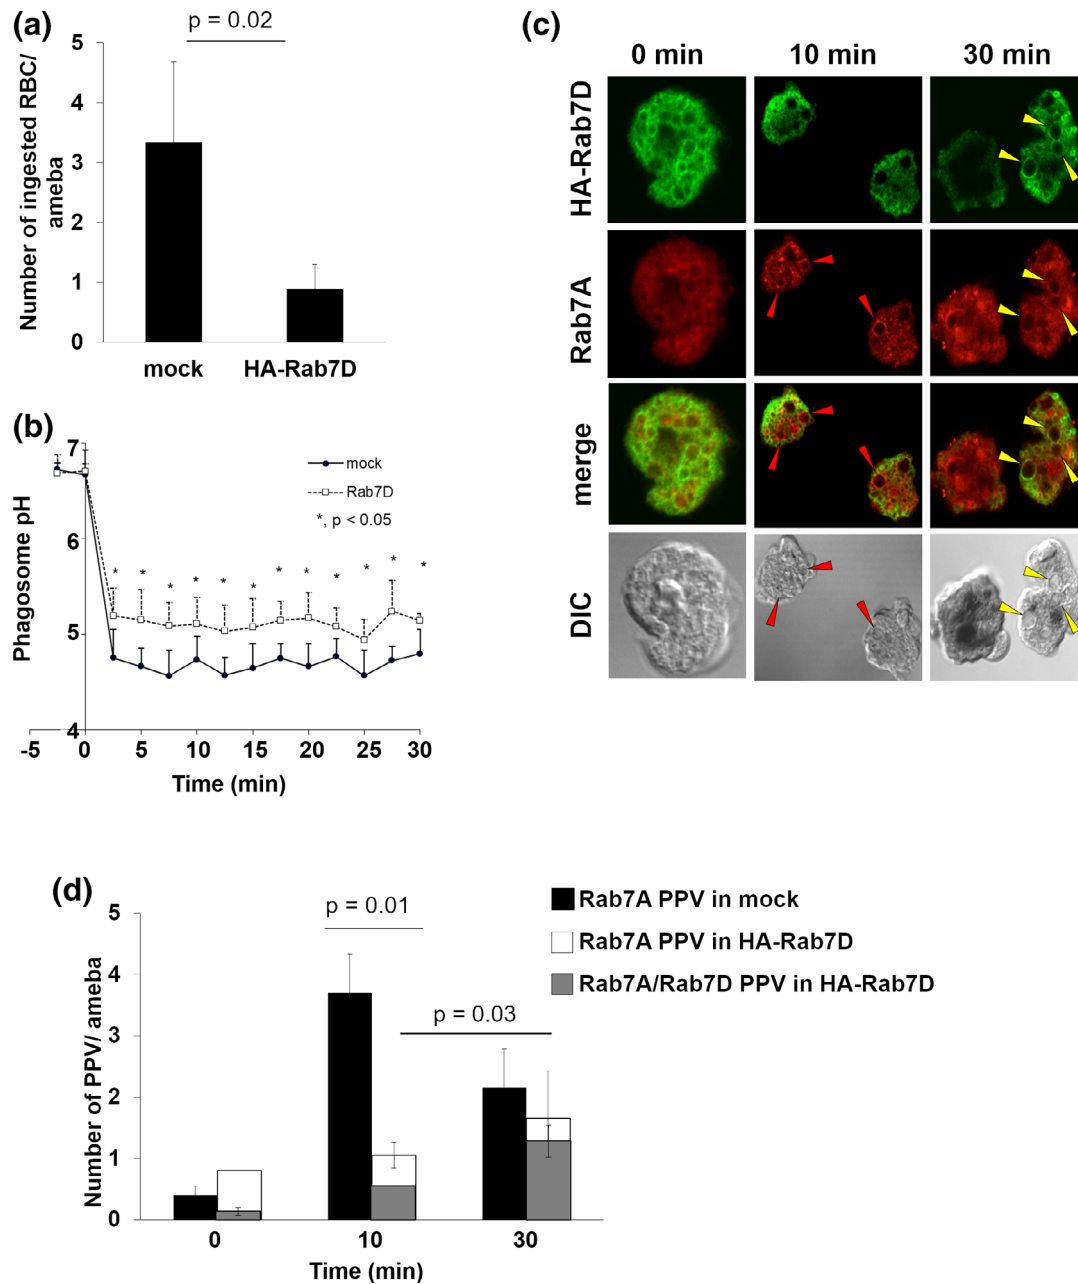 (a)
p = 0.02
5
4
3
2
1
0
Number of ingested RBC/
ameba
mock
HA-Rab7D
(b)
7
6
5
4
Phagosome pH
mock
Rab7D
*, p < 0.05
* * * * * * * * * * * * *
-5 0 5 10 15 20 25 30
Time (min)
(c)
0 min
10 min
30 min
HA-Rab7D
Rab7A
merge
DIC
(d)
5
4
3
2
1
0
Number of PPV/ ameba
p = 0.01
p = 0.03
Rab7A PPV in mock
Rab7A PPV in HA-Rab7D
Rab7A/Rab7D PPV in HA-Rab7D
0 10 30
Time (min)